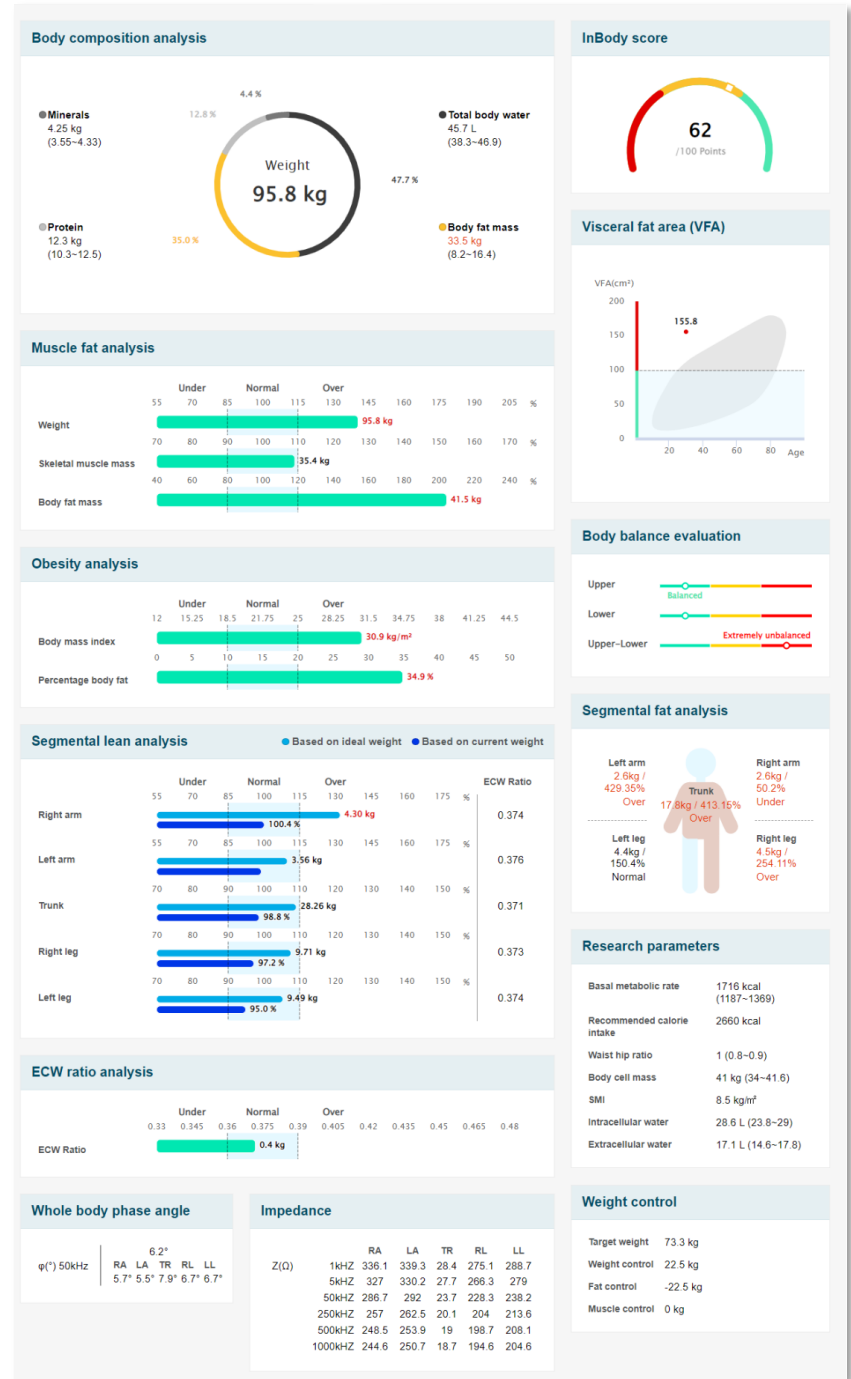 Body composition analysis
4.4 %
Minerals
4.25 kg
(3.55~4.33)
12.8 %
Total body water
45.7 L
(38.3~46.9)
Weight
95.8 kg
47.7 %
Protein
12.3 kg
(10.3~12.5)
35.0 %
Body fat mass
33.5 kg
(8.2~16.4)
InBody score
62
/100 Points
Visceral fat area (VFA)
VFA(cm²)
200
150
100
50
0
155.8
20 40 60 80 Age
Muscle fat analysis
Under Normal Over
55 70 85 100 115 130 145 160 175 190 205 %
Weight 95.8 kg
70 80 90 100 110 120 130 140 150 160 170 %
Skeletal muscle mass 35.4 kg
40 60 80 100 120 140 160 180 200 220 240 %
Body fat mass 41.5 kg
Obesity analysis
Under Normal Over
12 15.25 18.5 21.75 25 28.25 31.5 34.75 38 41.25 44.5
Body mass index 30.9 kg/m²
0 5 10 15 20 25 30 35 40 45 50
Percentage body fat 34.9 %
Body balance evaluation
Upper
Balanced
Lower
Extremely unbalanced
Upper-Lower
Segmental lean analysis
Based on ideal weight Based on current weight
Under Normal Over ECW Ratio
55 70 85 100 115 130 145 160 175 %
Right arm 4.30 kg 0.374
100.4 %
55 70 85 100 115 130 145 160 175 %
Left arm 3.56 kg 0.376
70 80 90 100 110 120 130 140 150 %
Trunk 28.26 kg 0.371
98.8 %
70 80 90 100 110 120 130 140 150 %
Right leg 9.71 kg 0.373
97.2 %
70 80 90 100 110 120 130 140 150 %
Left leg 9.49 kg 0.374
95.0 %
Segmental fat analysis
Left arm
2.6kg /
429.35%
Over
Right arm
2.6kg /
50.2%
Under
Trunk
17.8kg / 413.15%
Over
Left leg
4.4kg /
150.4%
Normal
Right leg
4.5kg /
254.11%
Over
Research parameters
Basal metabolic rate 1716 kcal
(1187~1369)
Recommended calorie 2660 kcal
intake
Waist hip ratio 1 (0.8~0.9)
Body cell mass 41 kg (34~41.6)
SMI 8.5 kg/m²
Intracellular water 28.6 L (23.8~29)
Extracellular water 17.1 L (14.6~17.8)
ECW ratio analysis
Under Normal Over
0.33 0.345 0.36 0.375 0.39 0.405 0.42 0.435 0.45 0.465 0.48
ECW Ratio 0.4 kg
Whole body phase angle
6.2°
φ(°) 50kHz RA LA TR RL LL
5.7° 5.5° 7.9° 6.7° 6.7°
Impedance
RA LA TR RL LL
Z(Ω) 1kHZ 336.1 339.3 28.4 275.1 288.7
5kHZ 327 330.2 27.7 266.3 279
50kHZ 286.7 292 23.7 228.3 238.2
250kHZ 257 262.5 20.1 204 213.6
500kHZ 248.5 253.9 19 198.7 208.1
1000kHZ 244.6 250.7 18.7 194.6 204.6
Weight control
Target weight 73.3 kg
Weight control 22.5 kg
Fat control -22.5 kg
Muscle control 0 kg